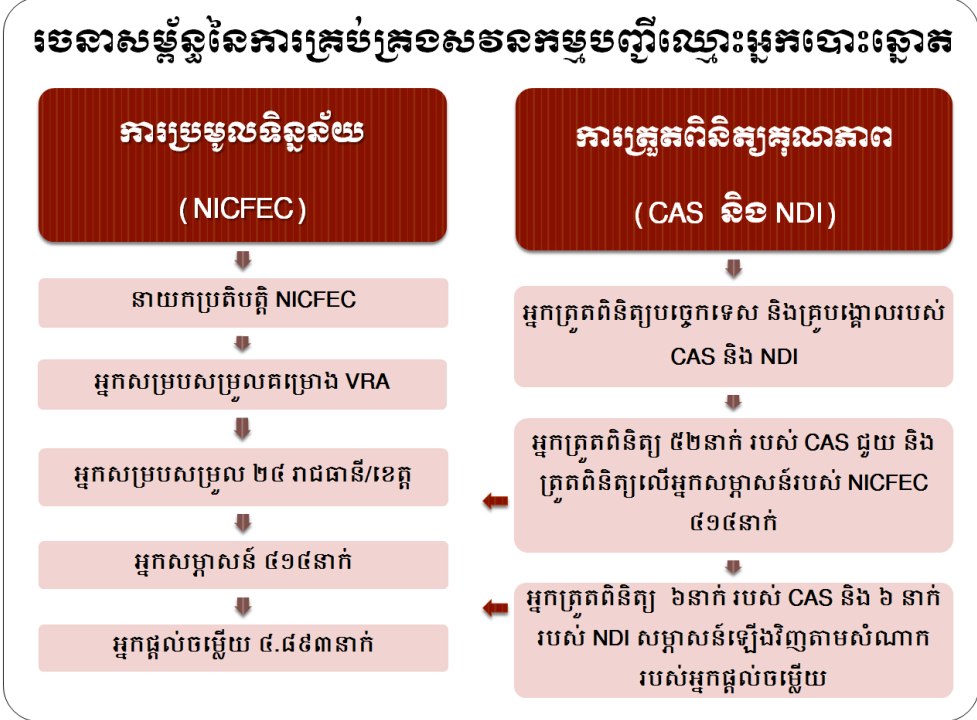 រចនាសម្ព័ន្ធនៃការគ្រប់គ្រងសវនកម្មបញ្ជីឈ្មោះអ្នកបោះឆ្នោត
ការប្រមូលទិន្នន័យ
(NICFEC)
នាយកប្រតិបត្តិ NICFEC
អ្នកសម្របសម្រួលគម្រោង VRA
អ្នកសម្របសម្រួល ២៤ រាជធានី/ខេត្ត
អ្នកសម្ភាសន៍ ៤១៤នាក់
អ្នកផ្តល់ចម្លើយ ៤.៨៩៣នាក់
ការត្រួតពិនិត្យគុណភាព
(CAS និង NDI)
អ្នកត្រួតពិនិត្យបច្ចេកទេស និងគ្រូបង្គោលរបស់
CAS និង NDI
អ្នកត្រួតពិនិត្យ ៥២នាក់ របស់ CAS ជួយ និង
ត្រួតពិនិត្យលើអ្នកសម្ភាសន៍របស់ NICFEC
៤១៤នាក់
អ្នកត្រួតពិនិត្យ ៦នាក់ របស់ CAS និង ៦ នាក់
របស់ NDI សម្ភាសន៍ឡើងវិញតាមសំណាក
របស់អ្នកផ្តល់ចម្លើយ